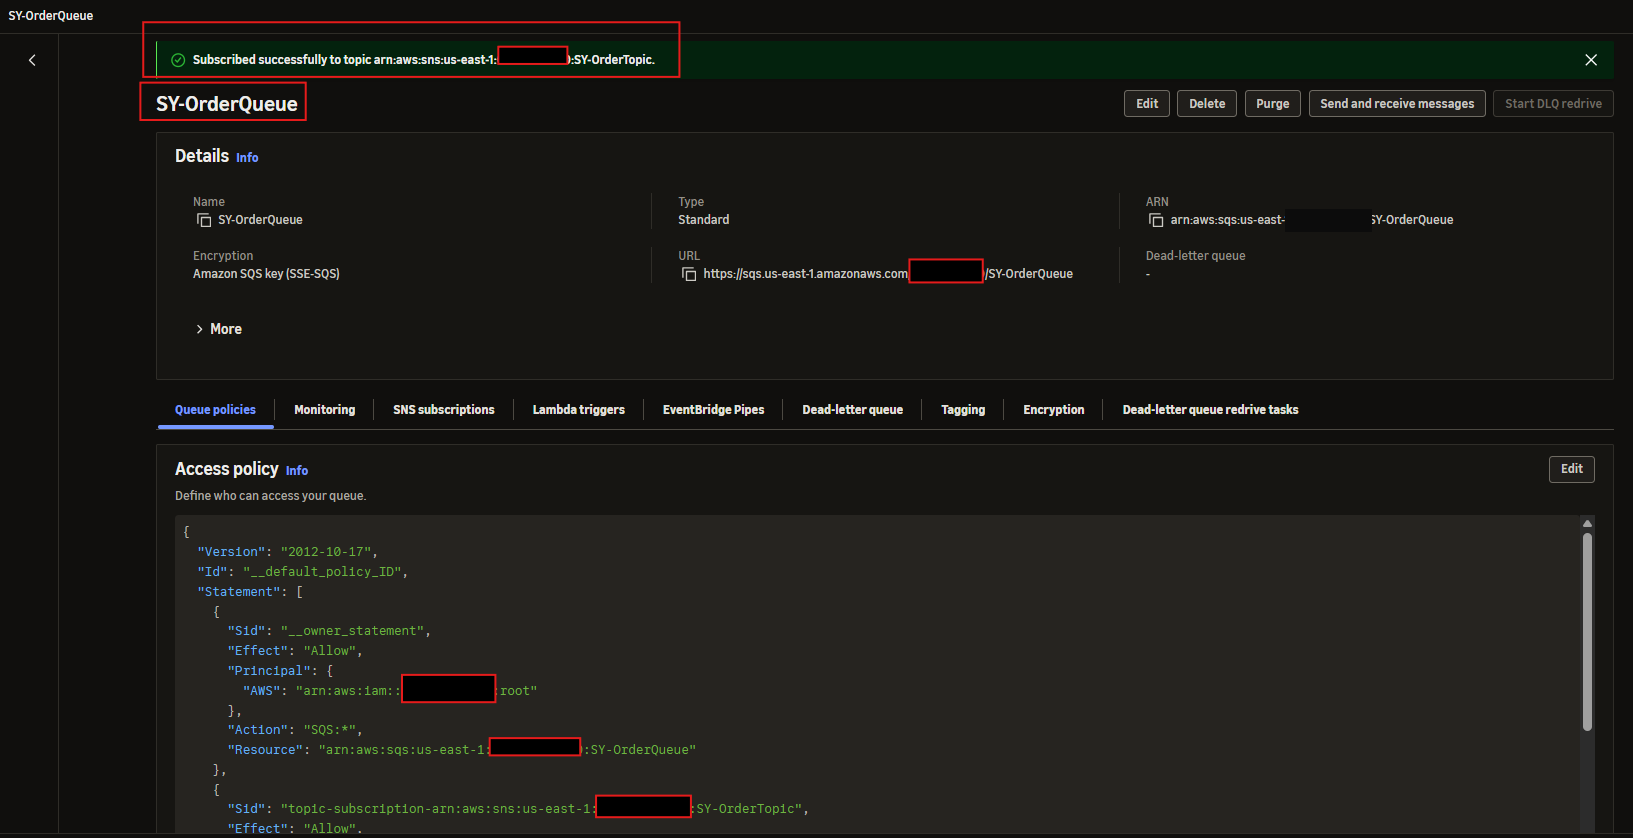 SY-OrderQueue
Subscribed successfully to topic arn:aws:sns:us-east-1: :SY-OrderTopic.
SY-OrderQueue
Edit
Delete
Purge
Send and receive messages
Start DLQ redrive
Details Info
Name
SY-OrderQueue
Type
Standard
ARN
arn:aws:sqs:us-east- SY-OrderQueue
Encryption
Amazon SQS key (SSE-SQS)
URL
https://sqs.us-east-1.amazonaws.com /SY-OrderQueue
Dead-letter queue
-
More
Queue policies
Monitoring
SNS subscriptions
Lambda triggers
EventBridge Pipes
Dead-letter queue
Tagging
Encryption
Dead-letter queue redrive tasks
Access policy Info
Edit
Define who can access your queue.
{
"Version": "2012-10-17",
"Id": "__default_policy_ID",
"Statement": [
{
"Sid": "__owner_statement",
"Effect": "Allow",
"Principal": {
"AWS": "arn:aws:iam:: :root"
},
"Action": "SQS:*",
"Resource": "arn:aws:sqs:us-east-1: :SY-OrderQueue"
},
{
"Sid": "topic-subscription-arn:aws:sns:us-east-1: :SY-OrderTopic",
"Effect": "Allow",